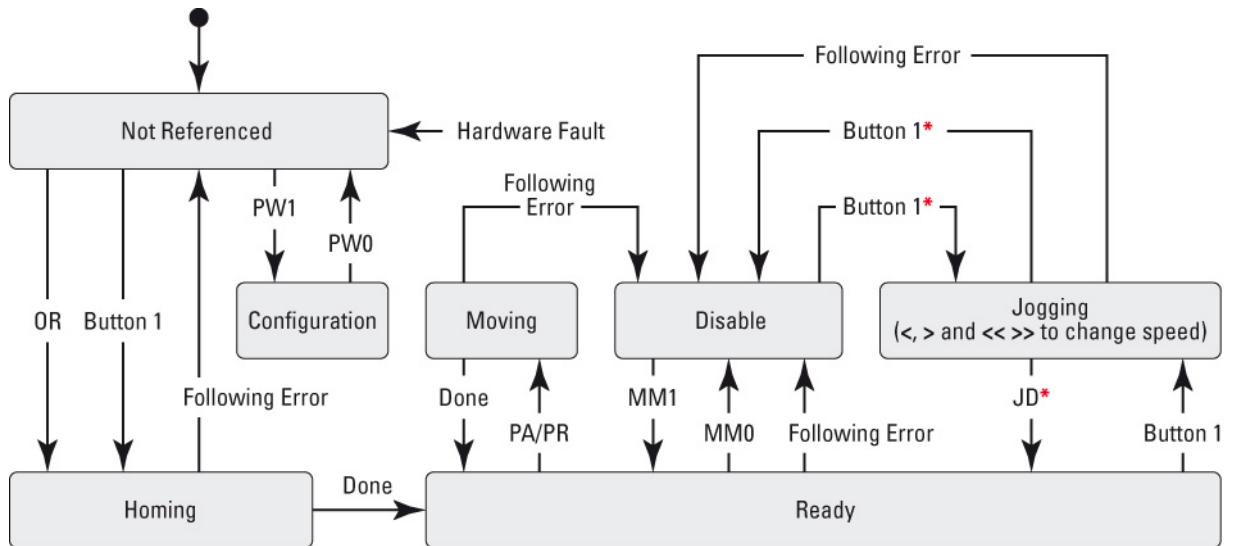 Following Error
Not Referenced
Hardware Fault
Button 1*
Following
Error
PW1
Button 1*
PW0
OR
Button 1
Configuration
Moving
Disable
Jogging
(<, > and << >> to change speed)
Following Error
Done
MM1
JD*
PA/PR
MM0
Following Error
Button 1
Done
Homing
Ready